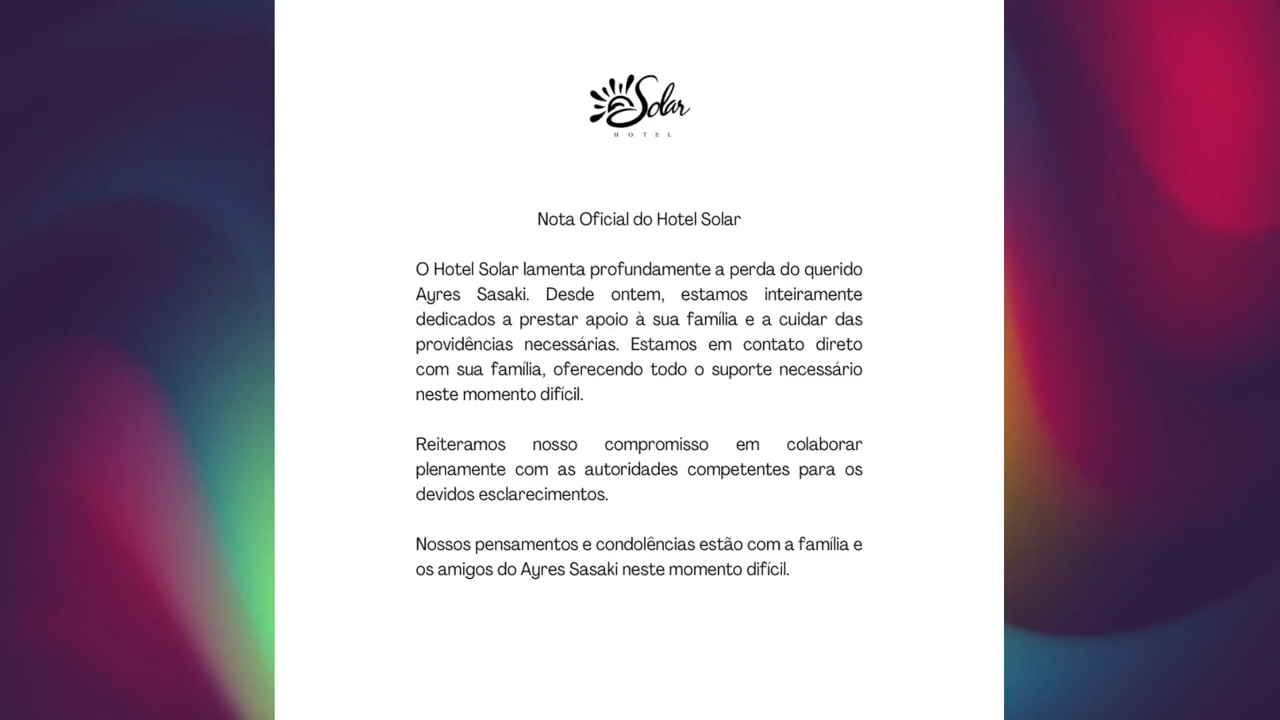 Solar
HOTEL
Nota Oficial do Hotel Solar
O Hotel Solar lamenta profundamente a perda do querido
Ayres Sasaki. Desde ontem, estamos inteiramente
dedicados a prestar apoio à sua família e a cuidar das
providências necessárias. Estamos em contato direto
com sua família, oferecendo todo o suporte necessário
neste momento difícil.
Reiteramos nosso compromisso em colaborar
plenamente com as autoridades competentes para os
devidos esclarecimentos.
Nossos pensamentos e condolências estão com a família e
os amigos do Ayres Sasaki neste momento difícil.